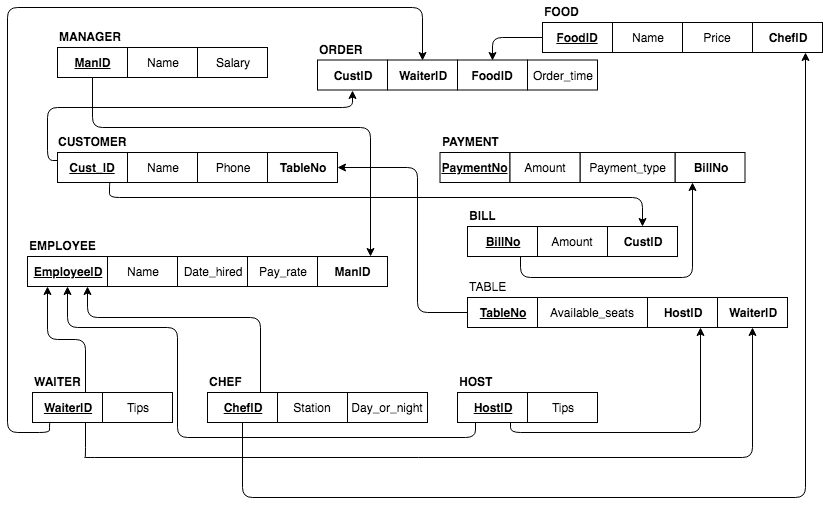 FOOD
FoodID Name Price ChefID
MANAGER
ManID Name Salary
ORDER
CustID WaiterID FoodID Order_time
CUSTOMER
Cust_ID Name Phone TableNo
PAYMENT
PaymentNo Amount Payment_type BillNo
BILL
BillNo Amount CustID
EMPLOYEE
EmployeeID Name Date_hired Pay_rate ManID
TABLE
TableNo Available_seats HostID WaiterID
WAITER
WaiterID Tips
CHEF
ChefID Station Day_or_night
HOST
HostID Tips